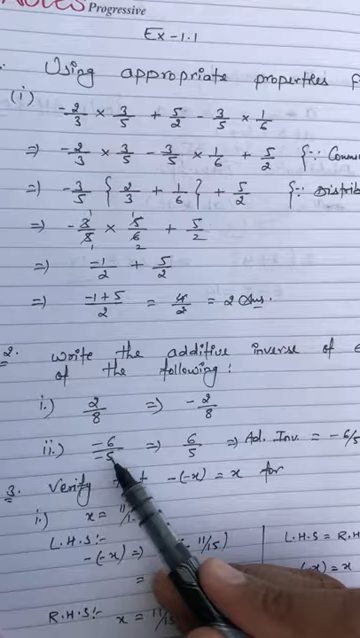 NOTES Progressive
Ex-1.1
Using appropriate properties
(i) -2/3 × 3/5 + 5/2 - 3/5 × 1/6
⇒ -2/3 × 3/5 - 3/5 × 1/6 + 5/2 {∵ Commu
⇒ -3/5 { 2/3 + 1/6 } + 5/2 {∵ Distrib
⇒ -3/5 × 5/6 + 5/2
⇒ -1/2 + 5/2
⇒ -1+5/2 = 4/2 = 2 Ans.
2. Write the additive inverse of e
of the following:
i.) 2/8 ⇒ -2/8
ii.) -6/-5 ⇒ 6/5 ⇒ Ad. Inv. = -6/5
3. Verify -(-x) = x for
i.) x = 11/
L.H.S:- 11/15) L.H.S = R.H
-(-x) ⇒ (x) = x
=
R.H.S:- x = 11/15